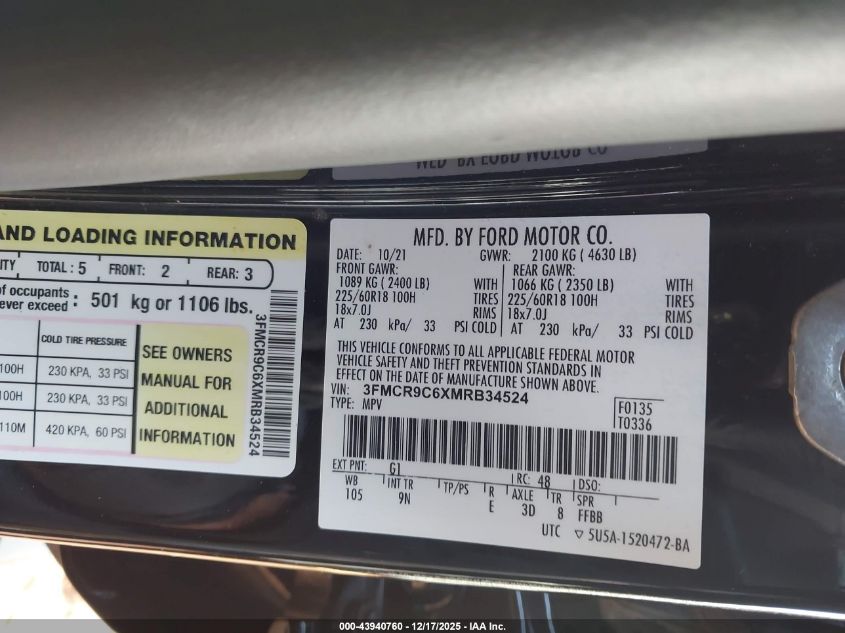 MFD. BY FORD MOTOR CO.
AND LOADING INFORMATION
ITY TOTAL : 5 FRONT: 2 REAR: 3
of occupants
ever exceed : 501 kg or 1106 lbs.
COLD TIRE PRESSURE
100H 230 KPA, 33 PSI
100H 230 KPA, 33 PSI
110M 420 KPA, 60 PSI
SEE OWNERS
MANUAL FOR
ADDITIONAL
INFORMATION
3FMCR9C6XMRB34524
MFD. BY FORD MOTOR CO.
DATE: 10/21 GVWR: 2100 KG ( 4630 LB)
FRONT GAWR: REAR GAWR:
1089 KG ( 2400 LB) WITH 1066 KG ( 2350 LB) WITH
225/60R18 100H TIRES 225/60R18 100H TIRES
18x7.0J RIMS 18x7.0J RIMS
AT 230 kPa/ 33 PSI COLD AT 230 kPa/ 33 PSI COLD
THIS VEHICLE CONFORMS TO ALL APPLICABLE FEDERAL MOTOR
VEHICLE SAFETY AND THEFT PREVENTION STANDARDS IN
EFFECT ON THE DATE OF MANUFACTURE SHOWN ABOVE.
VIN: 3FMCR9C6XMRB34524
TYPE: MPV
F0135
T0336
EXT PNT: G1 RC: 48 DSO:
WB INT TR TP/PS R AXLE TR SPR
105 9N E 3D 8 FFBB
UTC ▽ 5U5A-1520472-BA
000-43940760 - 12/17/2025 - IAA Inc.